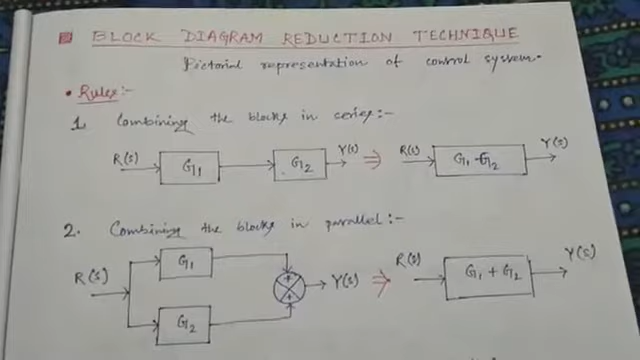 BLOCK DIAGRAM REDUCTION TECHNIQUE
Pictorial representation of control system.
• Rules:-
1. Combining the blocks in series:-
R(s) G1 G2 Y(s) ⇒ R(s) G1·G2 Y(s)
2. Combining the blocks in parallel:-
R(s) G1 G2 + + Y(s) ⇒ R(s) G1 + G2 Y(s)